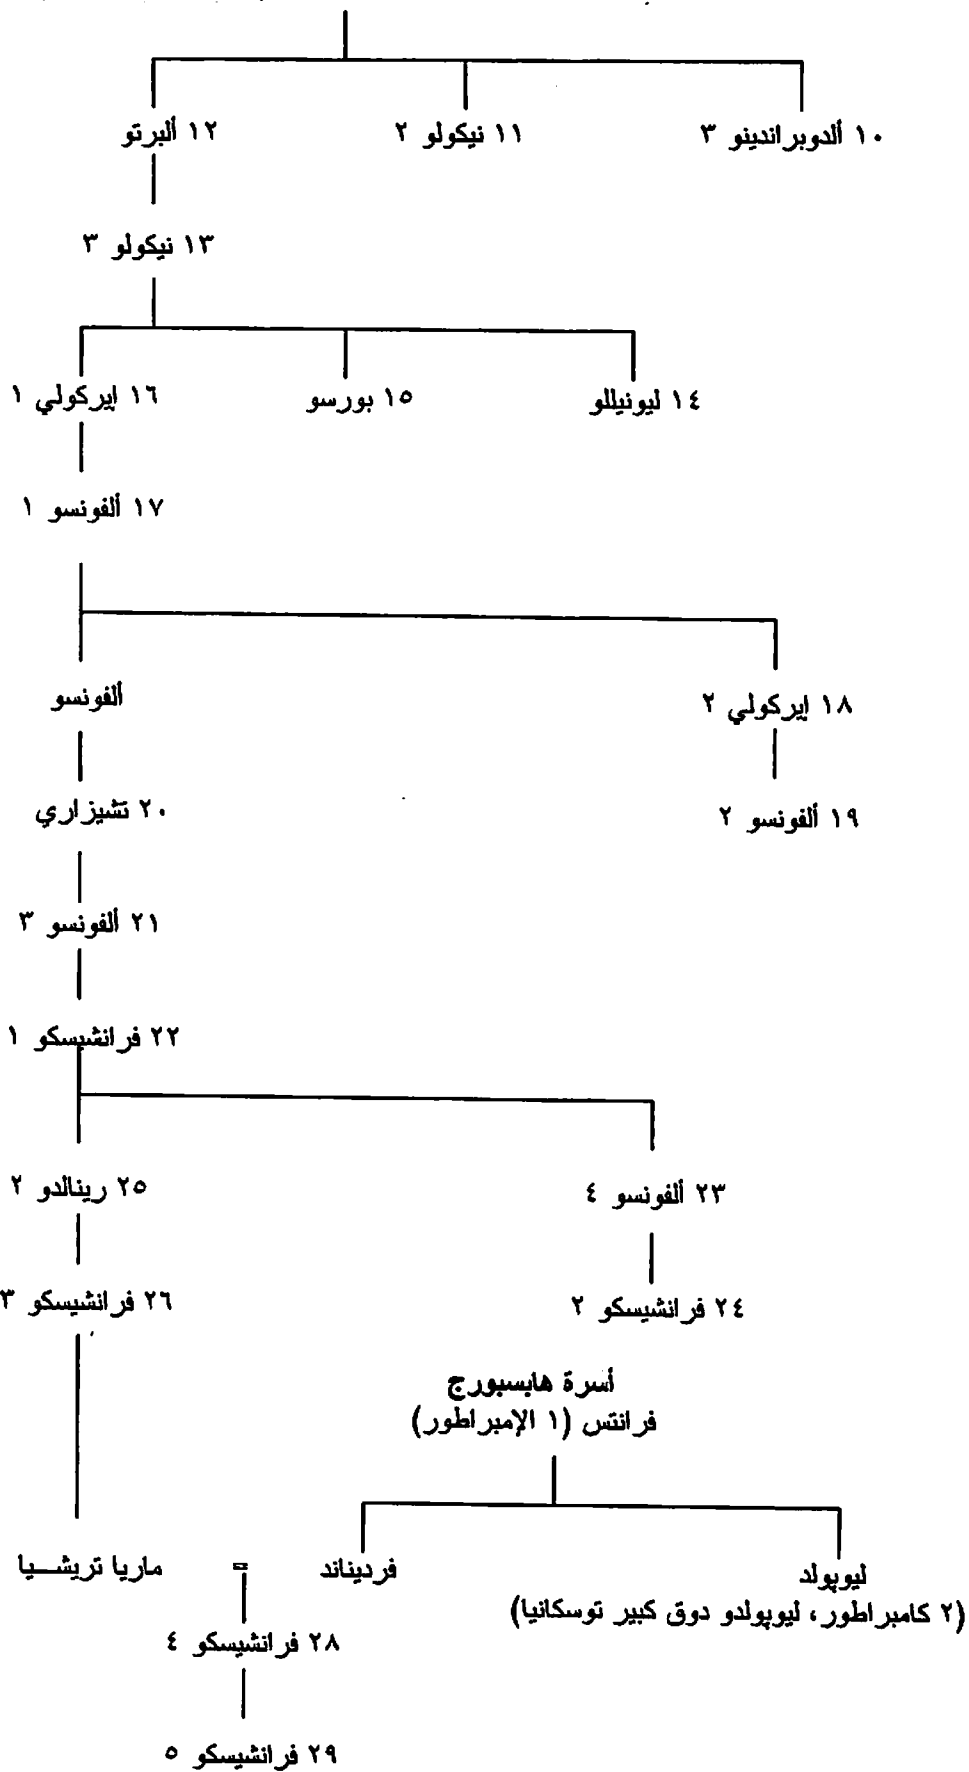 ١٠ ألدوبراندينو ٣
١١ نيكولو ٢
١٢ ألبرتو
١٣ نيكولو ٣
١٤ ليونيللو
١٥ بورسو
١٦ إيركولي ١
١٧ ألفونسو ١
١٨ إيركولي ٢
ألفونسو
١٩ ألفونسو ٢
٢٠ تشيزاري
٢١ ألفونسو ٣
٢٢ فرانشيسكو ١
٢٣ ألفونسو ٤
٢٥ رينالدو ٢
٢٤ فرانشيسكو ٢
٢٦ فرانشيسكو ٣
أسرة هابسبورج
فرانتس (١ الإمبراطور)
ليوپولد
(٢ كامبراطور، ليوپولدو دوق كبير توسكانيا)
فرديناند = ماريا تريشــيا
٢٨ فرانشيسكو ٤
٢٩ فرانشيسكو ٥